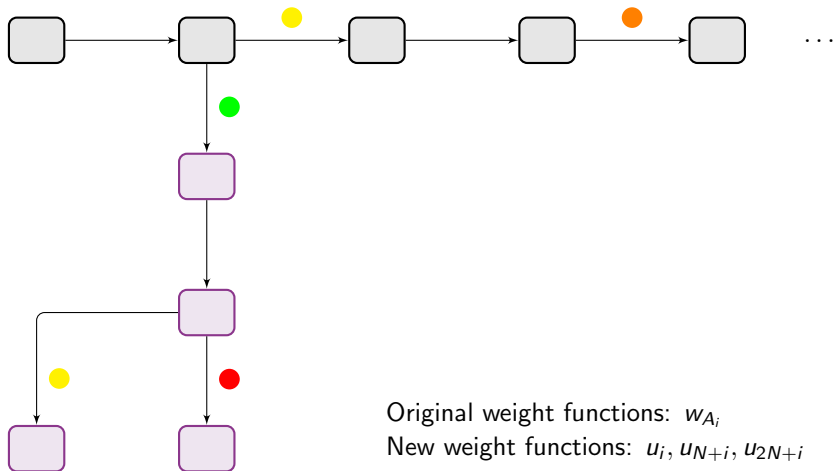 ...
Original weight functions: w_{A_i}
New weight functions: u_i, u_{N+i}, u_{2N+i}